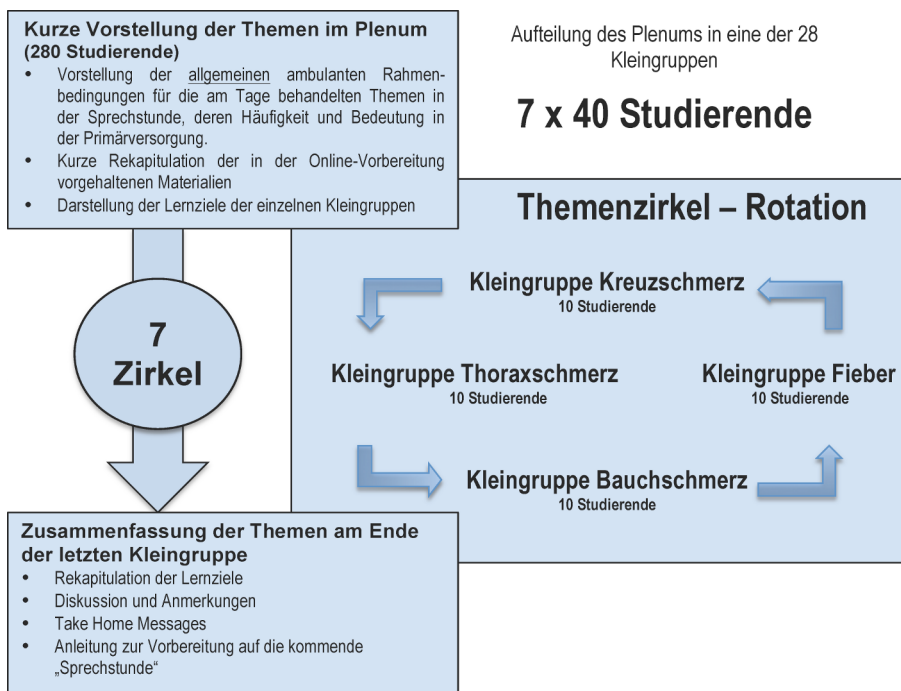 Kurze Vorstellung der Themen im Plenum
(280 Studierende)
• Vorstellung der allgemeinen ambulanten Rahmen-
bedingungen für die am Tage behandelten Themen in
der Sprechstunde, deren Häufigkeit und Bedeutung in
der Primärversorgung.
• Kurze Rekapitulation der in der Online-Vorbereitung
vorgehaltenen Materialien
• Darstellung der Lernziele der einzelnen Kleingruppen
Aufteilung des Plenums in eine der 28
Kleingruppen
7 x 40 Studierende
7
Zirkel
Themenzirkel – Rotation
Kleingruppe Kreuzschmerz
10 Studierende
Kleingruppe Thoraxschmerz
10 Studierende
Kleingruppe Fieber
10 Studierende
Kleingruppe Bauchschmerz
10 Studierende
Zusammenfassung der Themen am Ende
der letzten Kleingruppe
• Rekapitulation der Lernziele
• Diskussion und Anmerkungen
• Take Home Messages
• Anleitung zur Vorbereitung auf die kommende
„Sprechstunde“